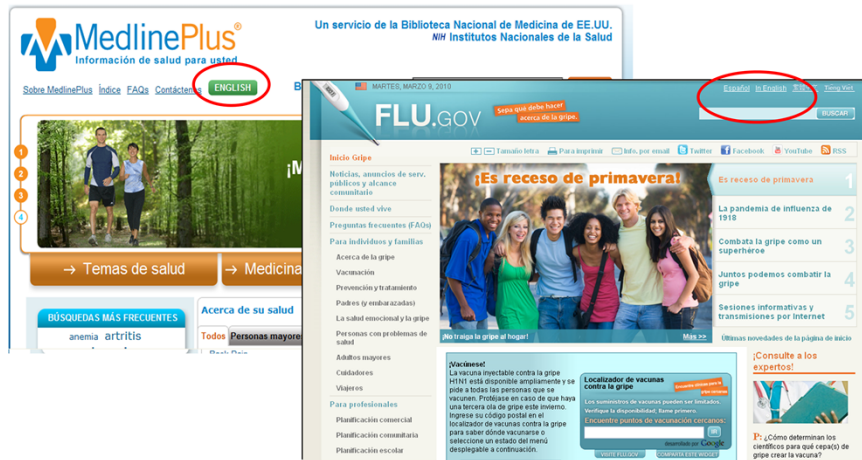 MedlinePlus®
Información de salud para usted
Un servicio de la Biblioteca Nacional de Medicina de EE.UU.
NIH Institutos Nacionales de la Salud
Sobre MedlinePlus Índice FAQs Contáctenos ENGLISH B
1
2
3
4
¡M
→ Temas de salud
→ Medicina
BÚSQUEDAS MÁS FRECUENTES
anemia artritis
Acerca de su salud
Todos Personas mayores
Back Pain
MARTES, MARZO 9, 2010
Español In English Tieng Viet
FLU.GOV
Sepa qué debe hacer
acerca de la gripe.
BUSCAR
Tamaño letra Para imprimir Info. por email Twitter Facebook YouTube RSS
Inicio Gripe
Noticias, anuncios de serv.
públicos y alcance
comunitario
Donde usted vive
Preguntas frecuentes (FAQs)
Para individuos y familias
Acerca de la gripe
Vacunación
Prevención y tratamiento
Padres (y embarazadas)
La salud emocional y la gripe
Personas con problemas de
salud
Adultos mayores
Cuidadores
Viajeros
Para profesionales
Planificación comercial
Planificación comunitaria
Planificación escolar
¡Es receso de primavera!
¡No traiga la gripe al hogar!
Más >>
Es receso de primavera 1
La pandemia de influenza de
1918 2
Combata la gripe como un
superhéroe 3
Juntos podemos combatir la
gripe 4
Sesiones informativas y
transmisiones por Internet 5
Últimas novedades de la página de inicio
¡Vacúnese!
La vacuna inyectable contra la gripe
H1N1 está disponible ampliamente y se
pide a todas las personas que se
vacunen. Protéjase en caso de que haya
una tercera ola de gripe este invierno.
Ingrese su código postal en el
localizador de vacunas contra la gripe
para saber dónde vacunarse o
seleccione un estado del menú
desplegable a continuación.
Localizador de vacunas
contra la gripe
Los suministros de vacunas pueden ser limitados.
Verifique la disponibilidad; llame primero.
Encuentre puntos de vacunación cercanos:
IR
desarrollado por Google
VISITE FLU.GOV
COMPARTA ESTE WIDGET
¡Consulte a los
expertos!
P: ¿Cómo determinan los
científicos para qué cepa(s) de
gripe crear la vacuna?